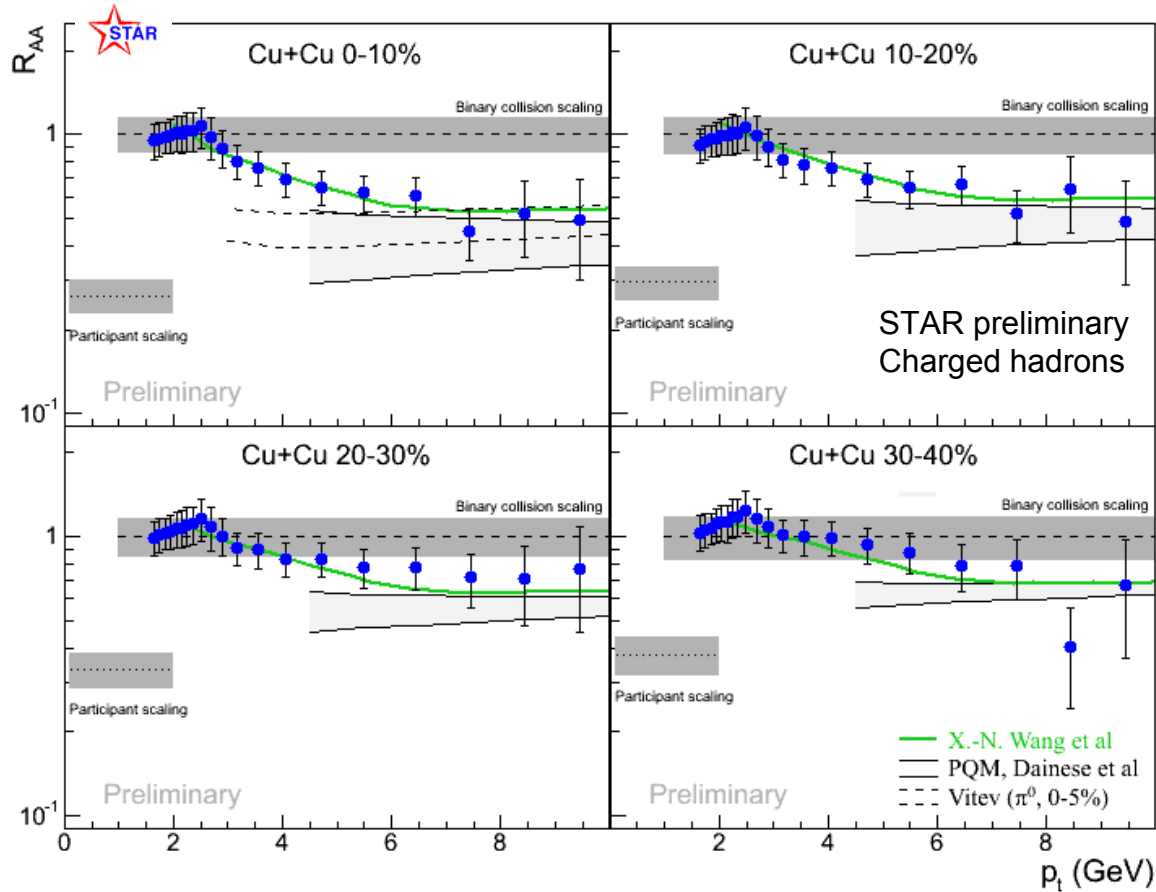 STAR
R_AA
Cu+Cu 0-10%
Binary collision scaling
1
Participant scaling
Preliminary
10^-1
Cu+Cu 10-20%
Binary collision scaling
Participant scaling
STAR preliminary
Charged hadrons
Preliminary
Cu+Cu 20-30%
Binary collision scaling
1
Participant scaling
Preliminary
10^-1
Cu+Cu 30-40%
Binary collision scaling
Participant scaling
X.-N. Wang et al
PQM, Dainese et al
Vitev (π⁰, 0-5%)
Preliminary
0 2 4 6 8 2 4 6 8
p_t (GeV)